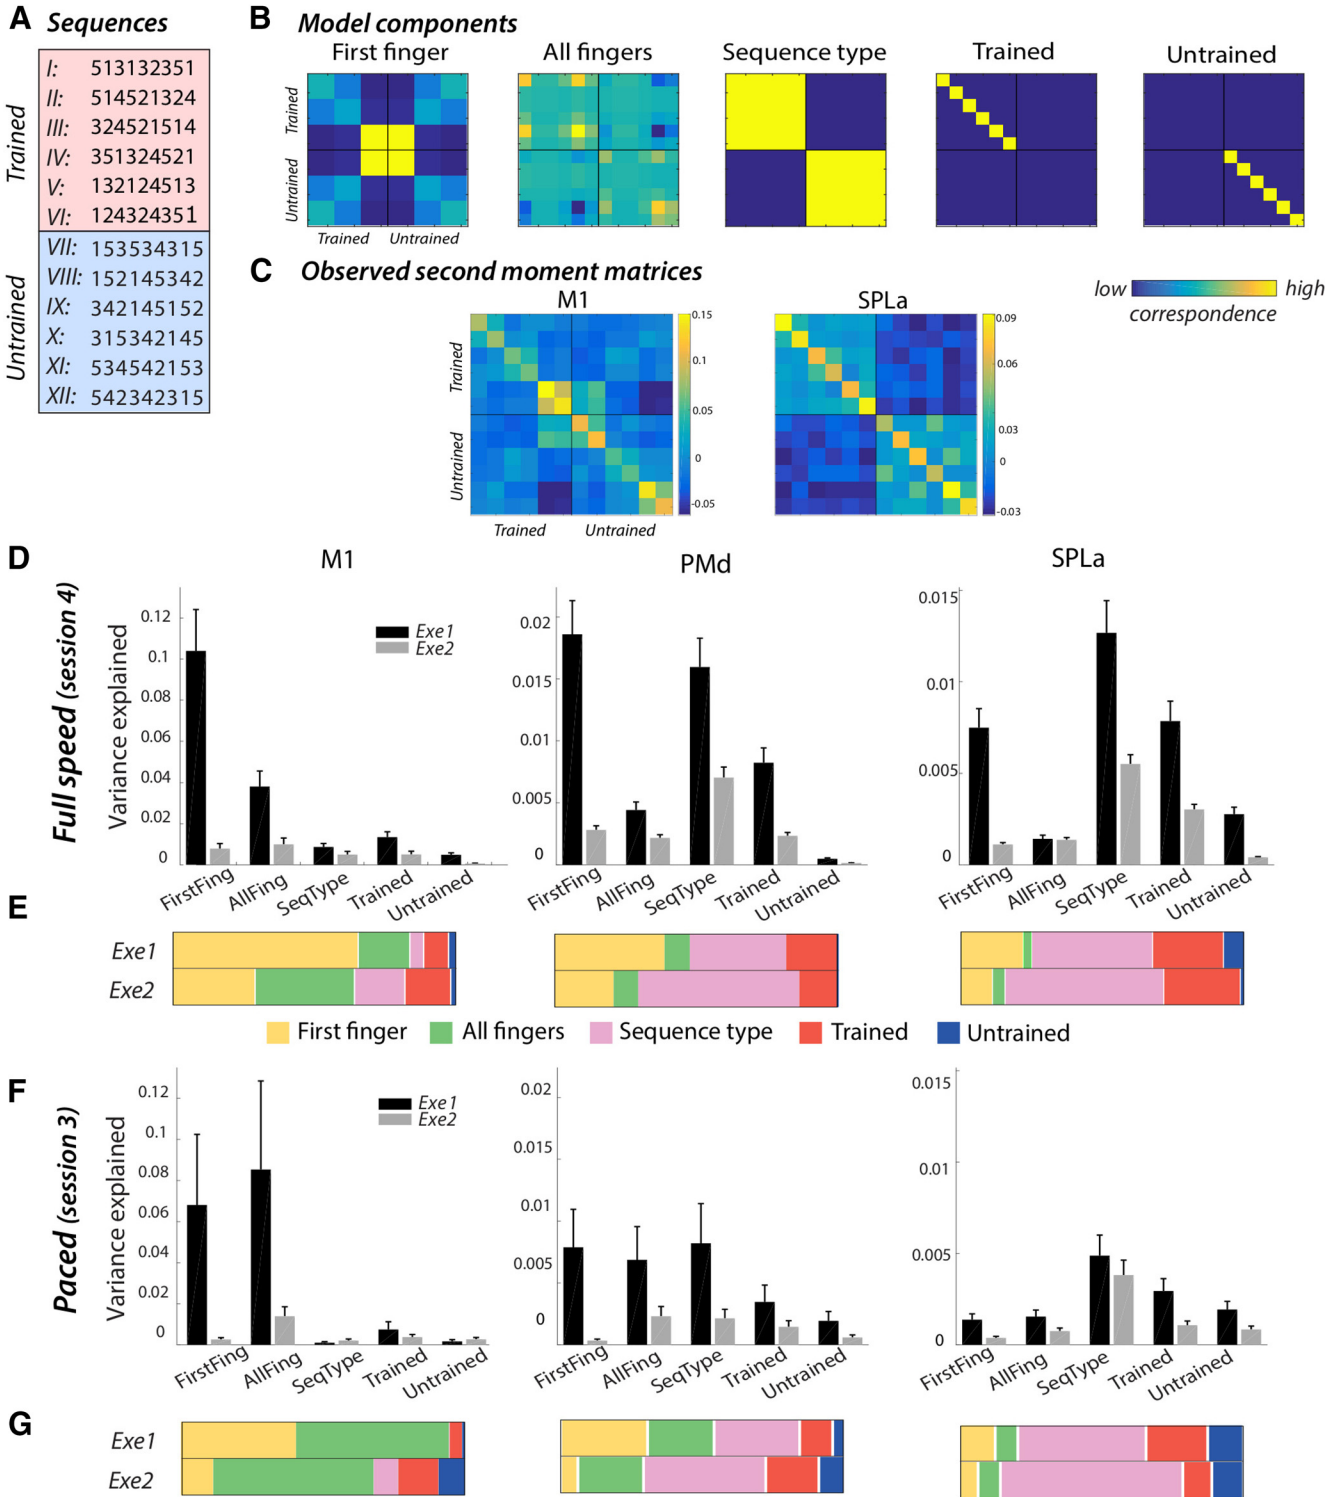 A Sequences
Trained
I: 513132351
II: 514521324
III: 324521514
IV: 351324521
V: 132124513
VI: 124324351
Untrained
VII: 153534315
VIII: 152145342
IX: 342145152
X: 315342145
XI: 534542153
XII: 542342315
B Model components
First finger All fingers Sequence type Trained Untrained
Trained
Untrained
Trained Untrained
C Observed second moment matrices
low high
correspondence
M1 SPLa
Trained
Untrained
0.15
0.1
0.05
0
-0.05
0.09
0.06
0.03
0
-0.03
Trained Untrained
D
M1 PMd SPLa
Full speed (session 4)
Variance explained
0.12
0.1
0.08
0.06
0.04
0.02
0
Exe1
Exe2
FirstFing AllFing SeqType Trained Untrained
0.02
0.015
0.01
0.005
0
FirstFing AllFing SeqType Trained Untrained
0.015
0.01
0.005
0
FirstFing AllFing SeqType Trained Untrained
E
Exe1
Exe2
First finger All fingers Sequence type Trained Untrained
F
Paced (session 3)
Variance explained
0.12
0.1
0.08
0.06
0.04
0.02
0
Exe1
Exe2
FirstFing AllFing SeqType Trained Untrained
0.02
0.015
0.01
0.005
0
FirstFing AllFing SeqType Trained Untrained
0.015
0.01
0.005
0
FirstFing AllFing SeqType Trained Untrained
G
Exe1
Exe2